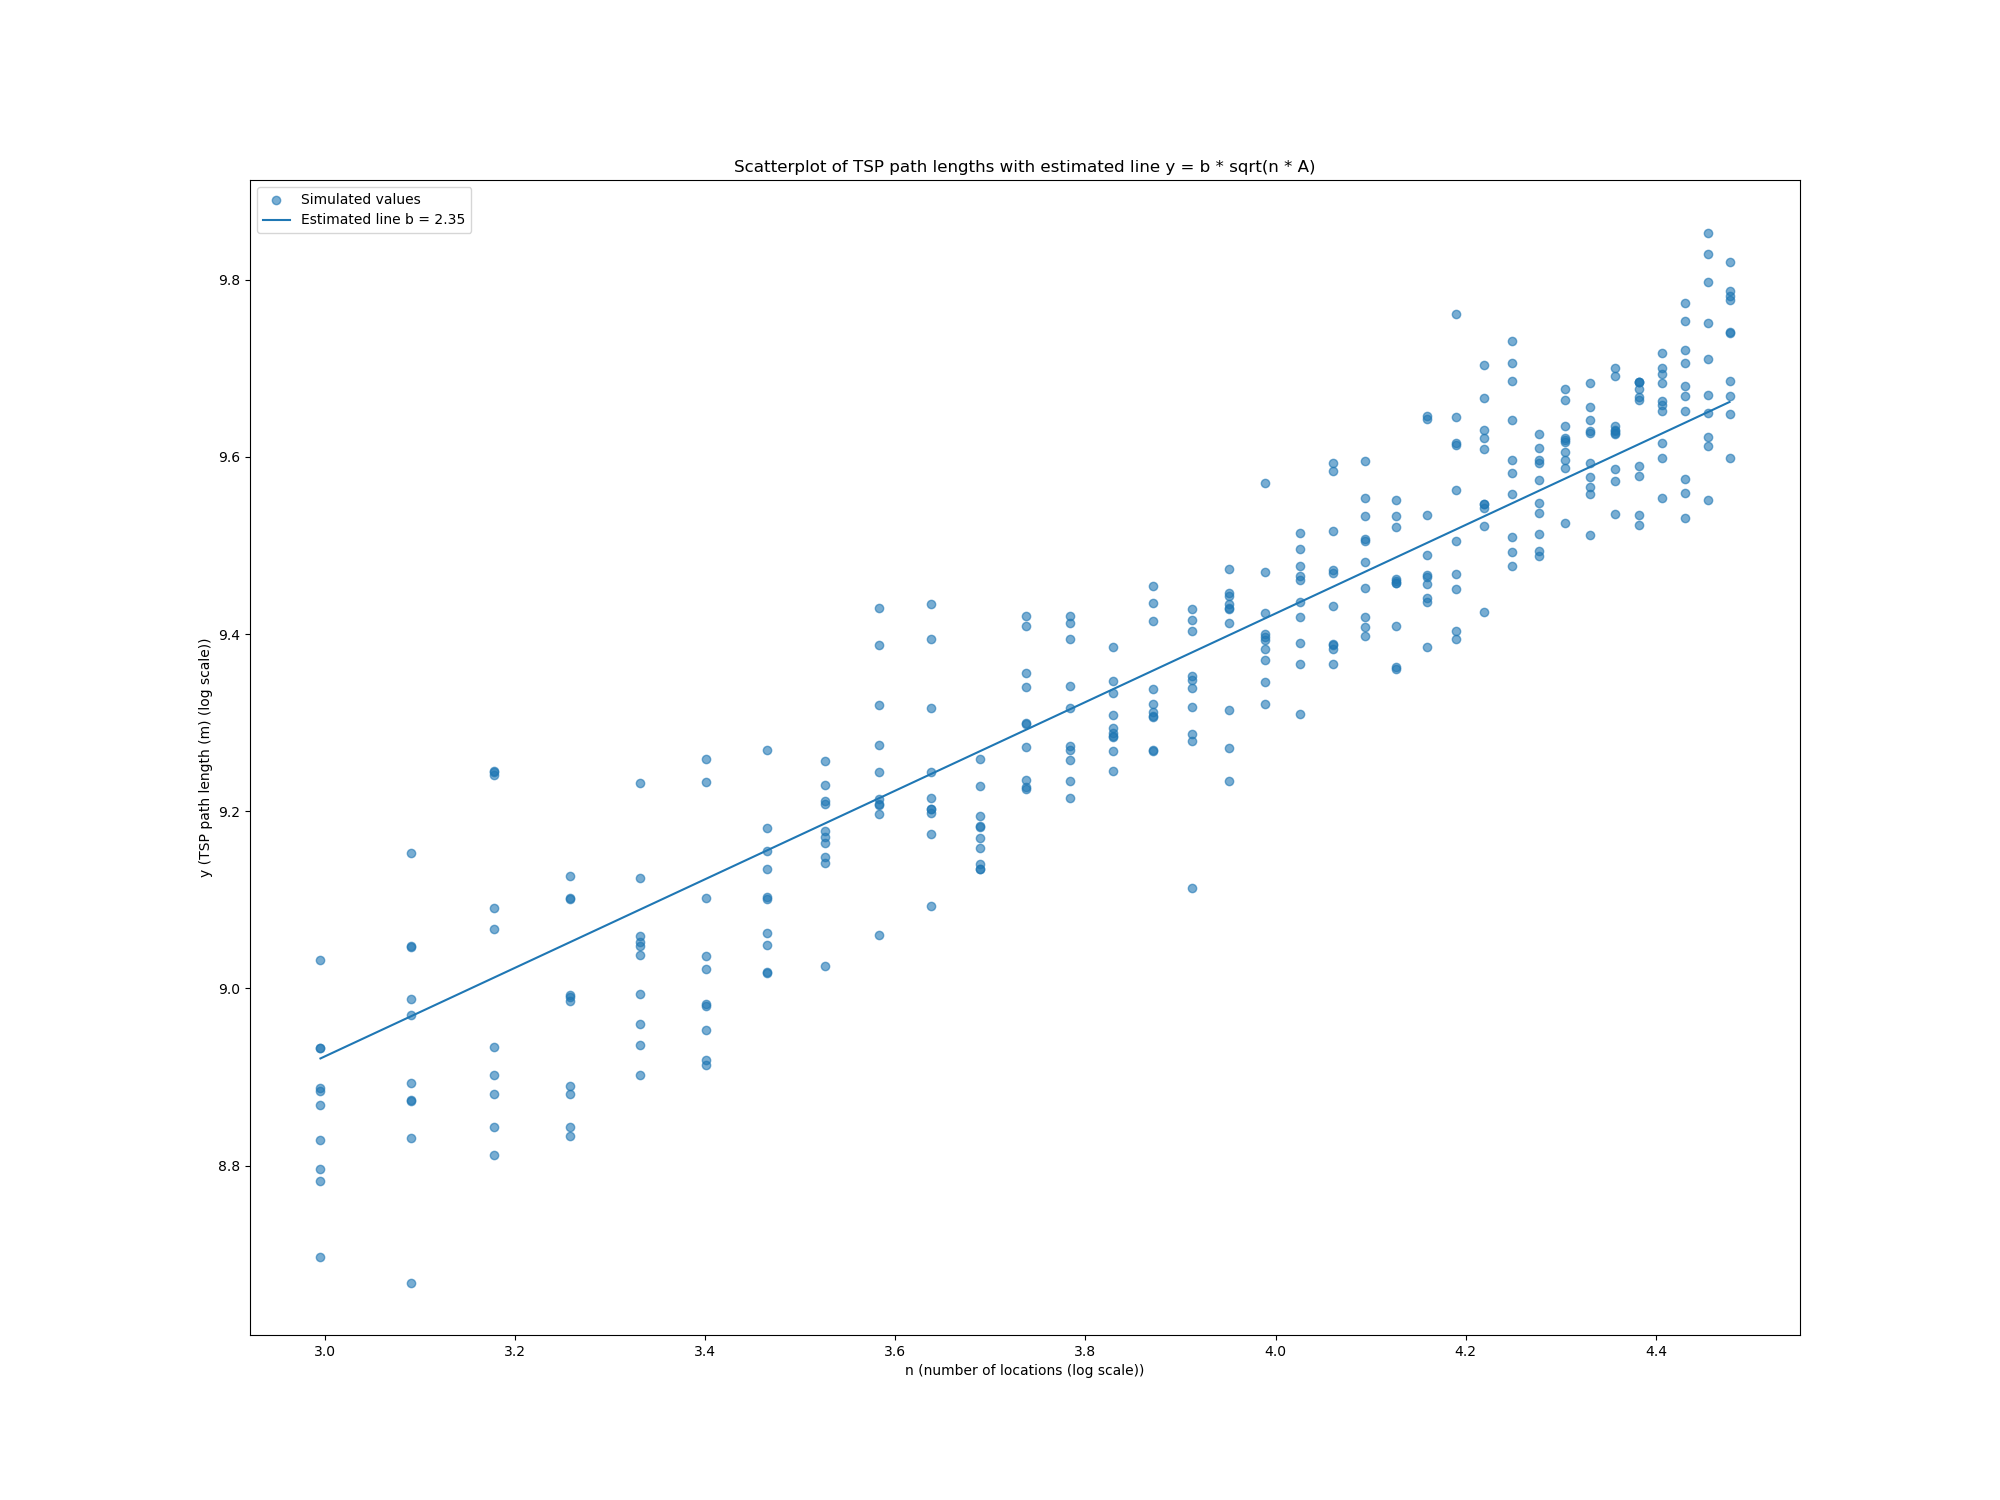 Scatterplot of TSP path lengths with estimated line y = b * sqrt(n * A)
Simulated values
Estimated line b = 2.35
9.8
9.6
9.4
9.2
9.0
8.8
y (TSP path length (m) (log scale))
3.0 3.2 3.4 3.6 3.8 4.0 4.2 4.4
n (number of locations (log scale))